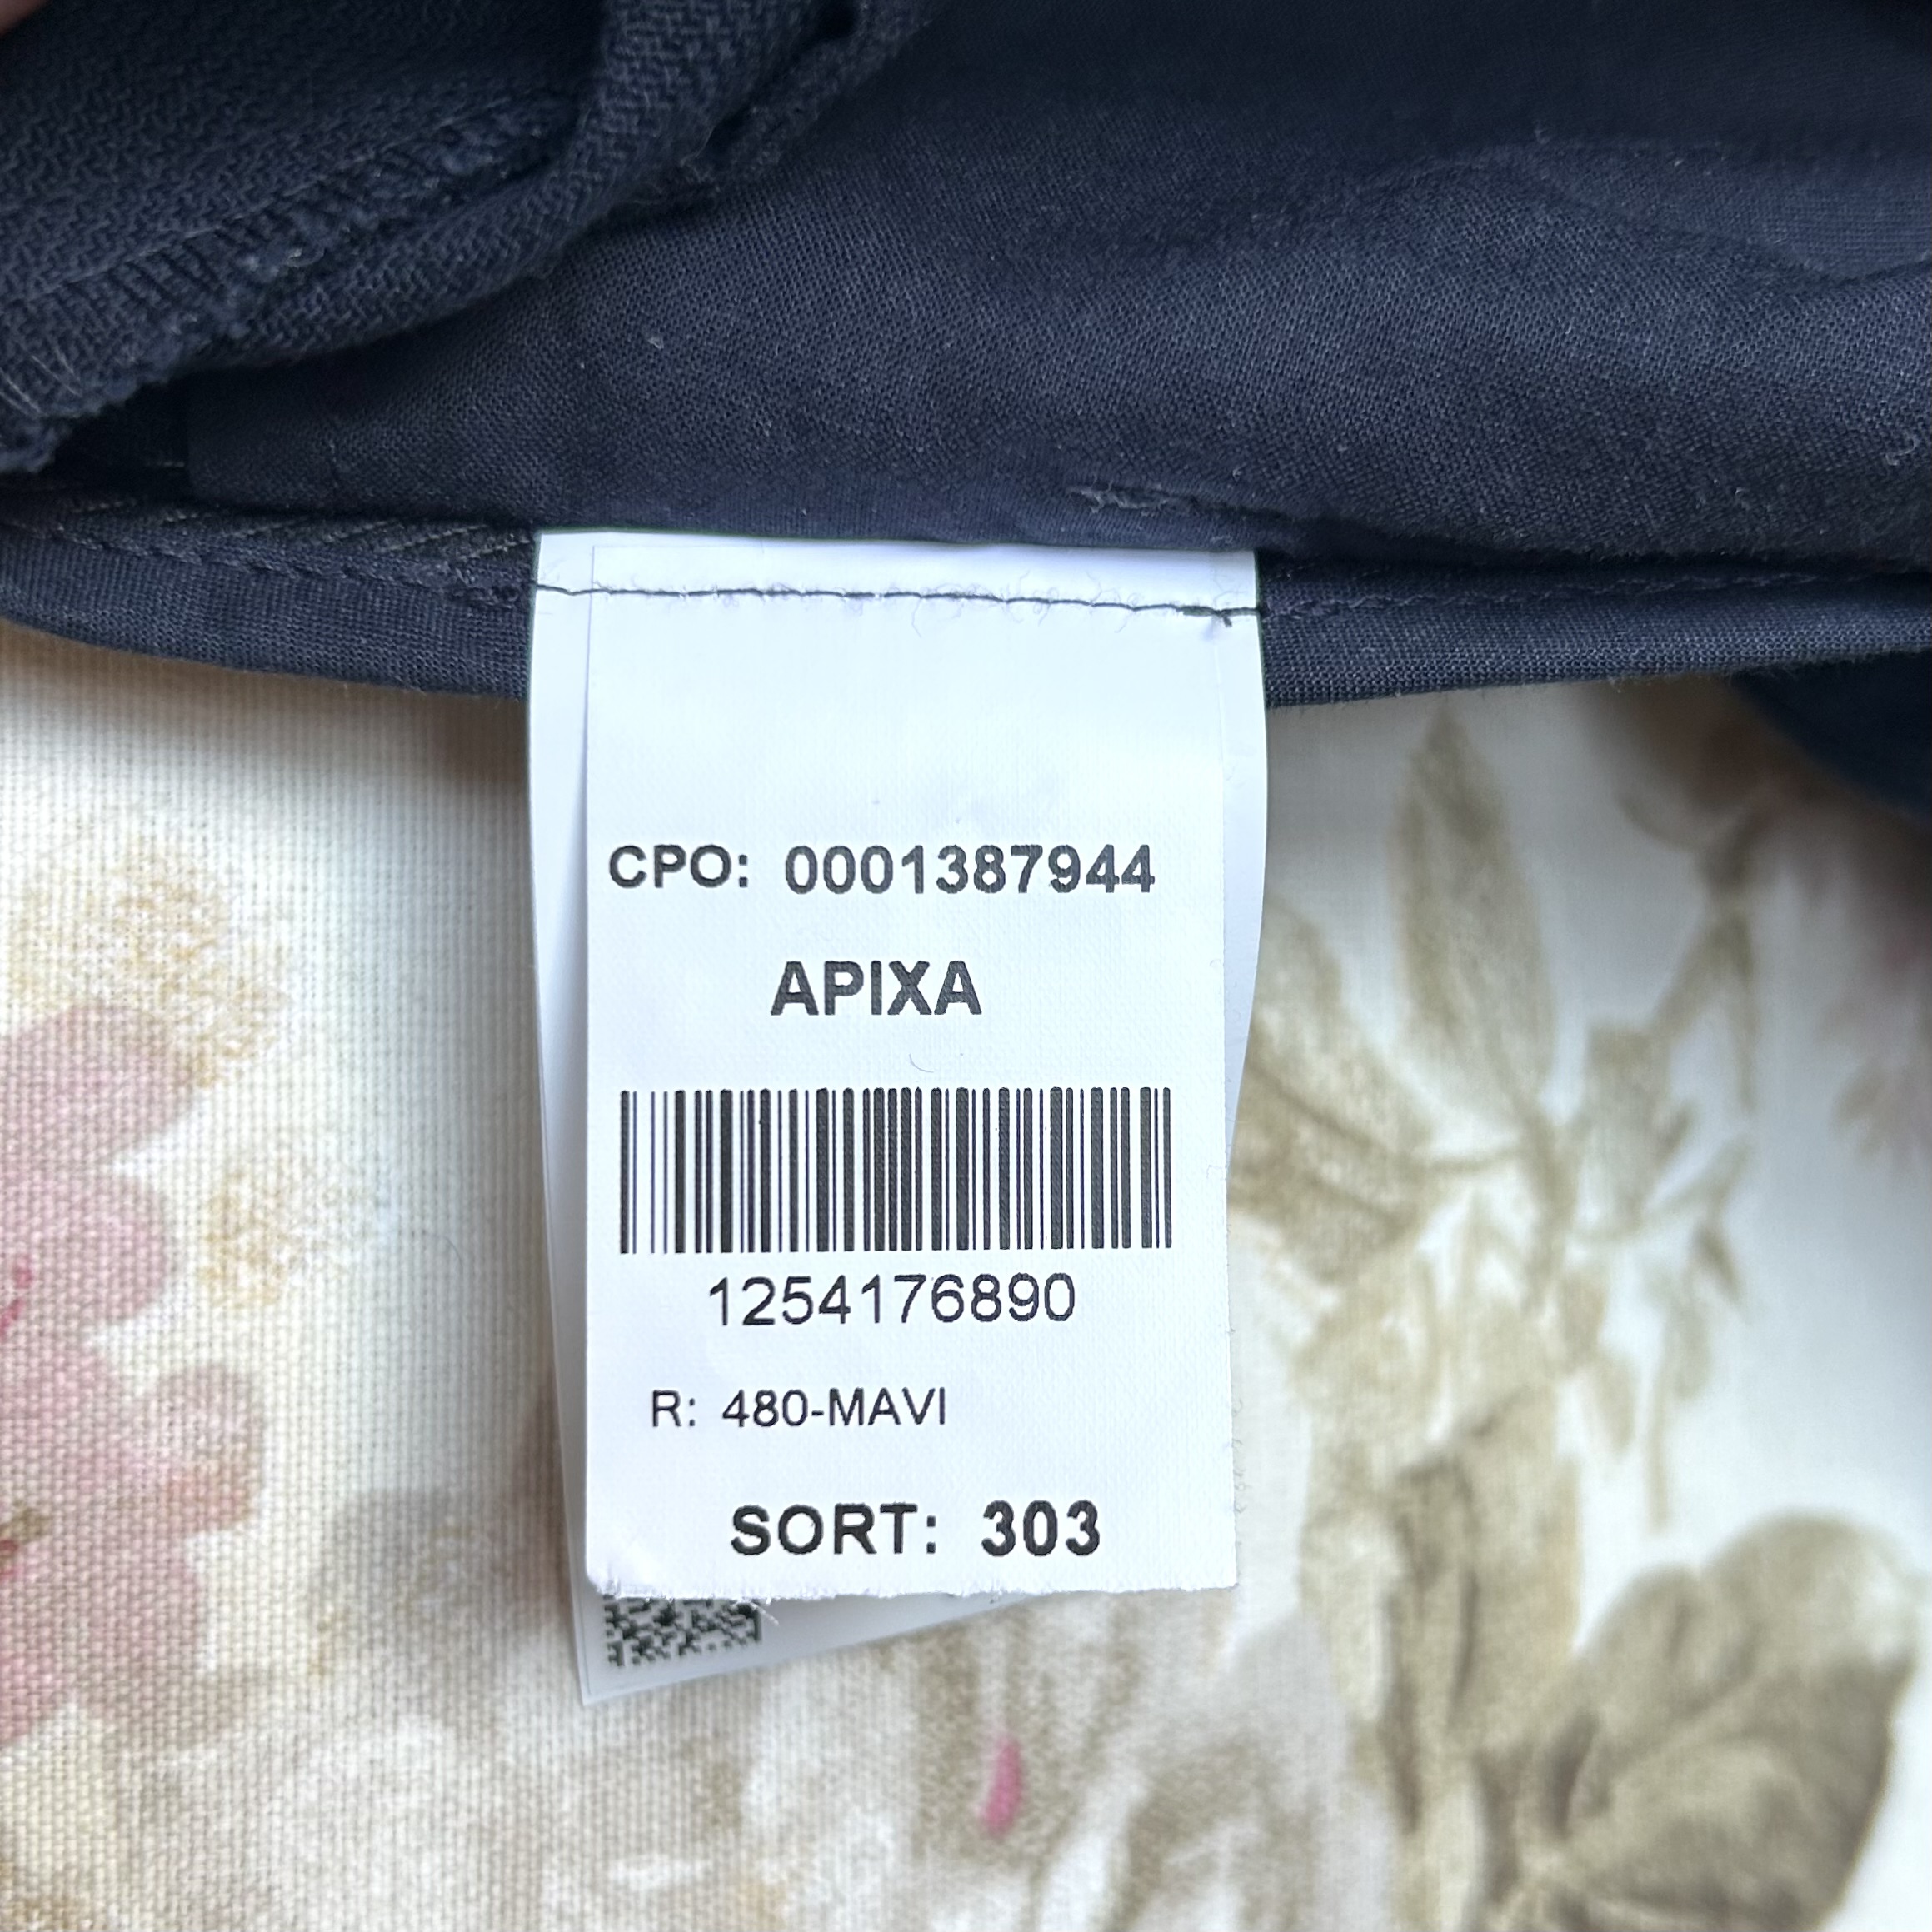 CPO: 0001387944
APIXA
1254176890
R: 480-MAVI
SORT: 303